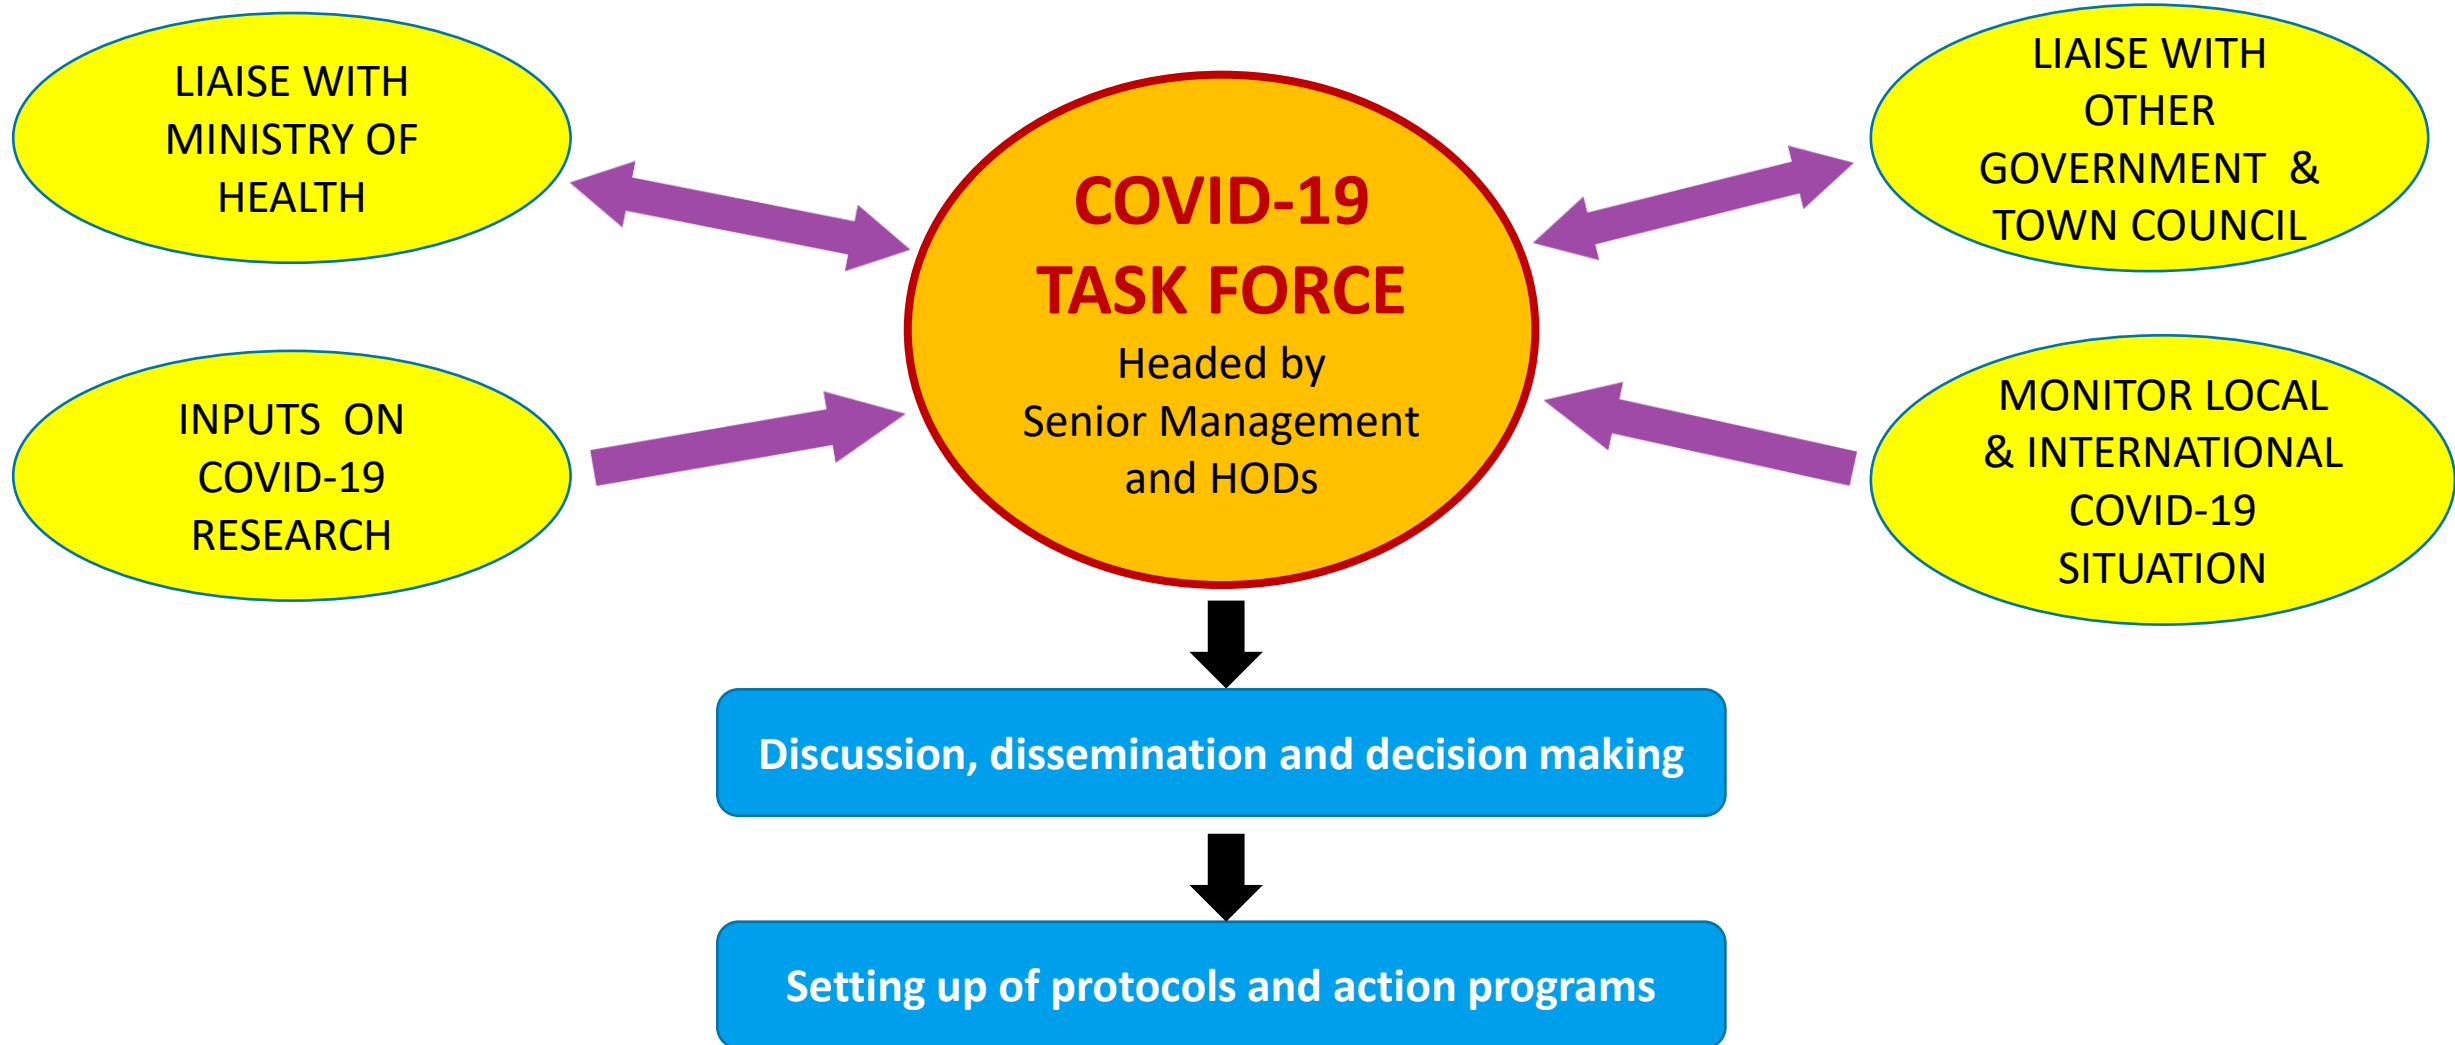 LIAISE WITH
MINISTRY OF
HEALTH
INPUTS ON
COVID-19
RESEARCH
COVID-19
TASK FORCE
Headed by
Senior Management
and HODs
LIAISE WITH
OTHER
GOVERNMENT &
TOWN COUNCIL
MONITOR LOCAL
& INTERNATIONAL
COVID-19
SITUATION
Discussion, dissemination and decision making
Setting up of protocols and action programs